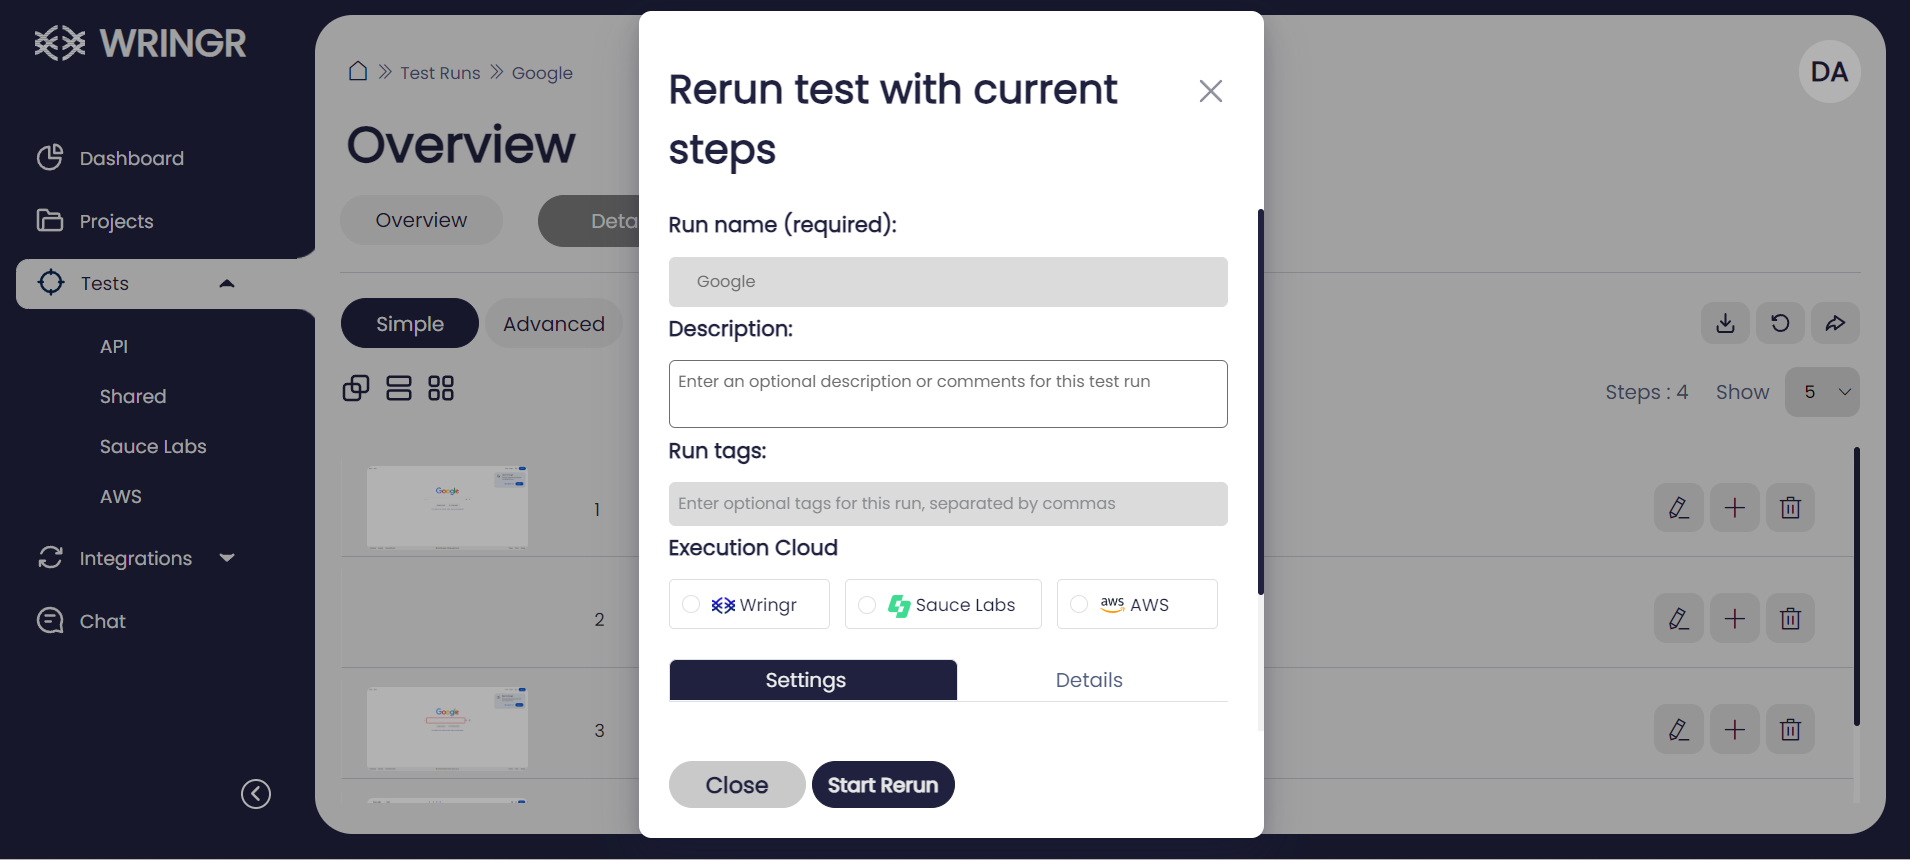 WRINGR
Dashboard
Projects
Tests
API
Shared
Sauce Labs
AWS
Integrations
Chat
Test Runs
Google
DA
Overview
Overview
Deta
Simple
Advanced
Steps : 4
Show
5
Google
1
2
Google
3
Rerun test with current
steps
Run name (required):
Google
Description:
Enter an optional description or comments for this test run
Run tags:
Enter optional tags for this run, separated by commas
Execution Cloud
Wringr
Sauce Labs
aws AWS
Settings
Details
Close
Start Rerun